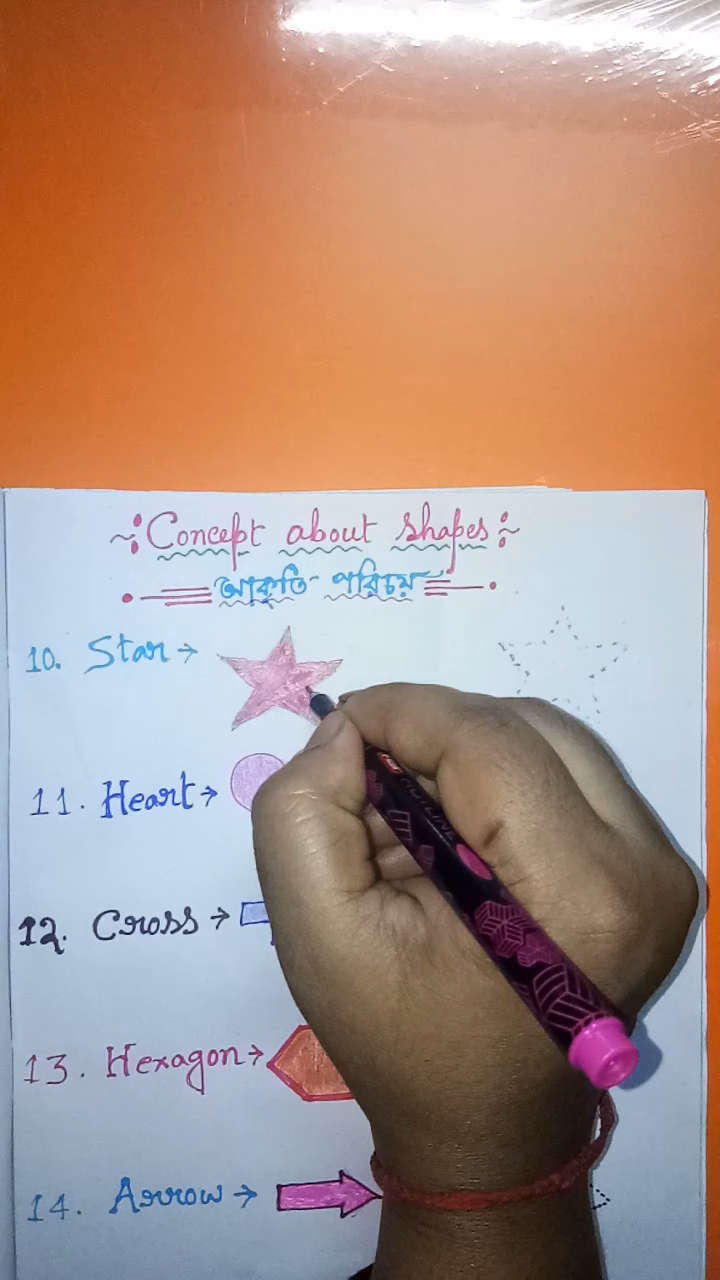 Concept about shapes
আকৃতি পরিচয়
10. Star →
11. Heart →
12. Cross →
13. Hexagon →
14. Arrow →